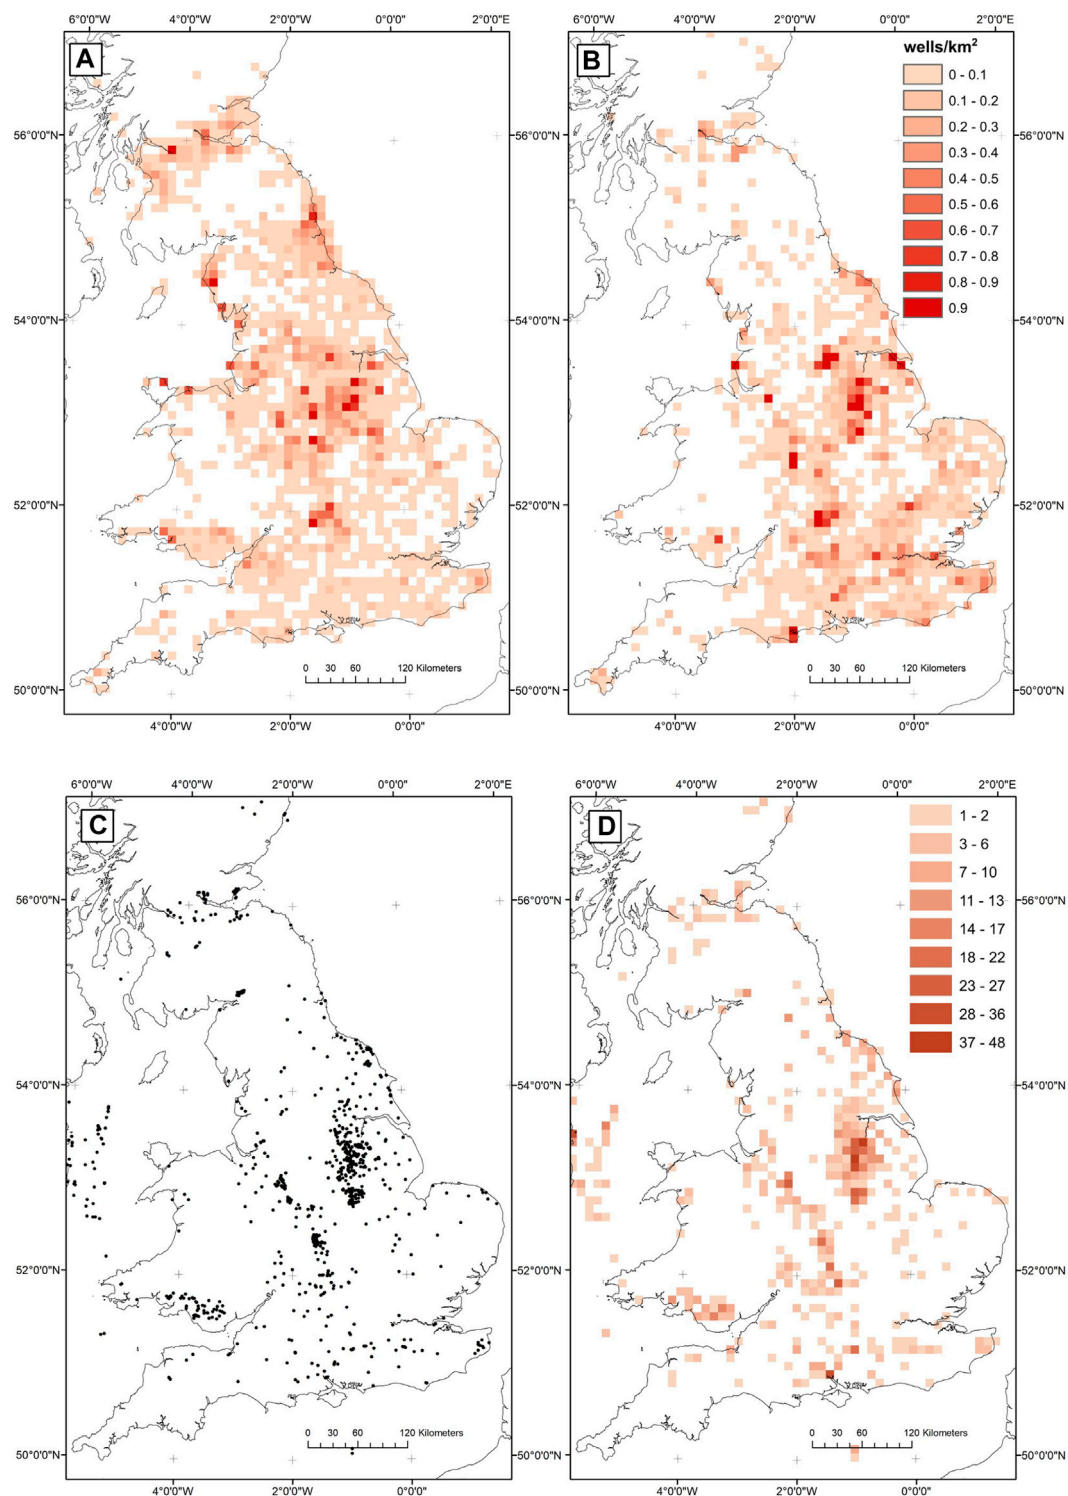 6°0'0"W 4°0'0"W 2°0'0"W 0°0'0" 2°0'0"E
A
56°0'0"N
54°0'0"N
52°0'0"N
50°0'0"N
0 30 60 120 Kilometers
4°0'0"W 2°0'0"W 0°0'0"
6°0'0"W 4°0'0"W 2°0'0"W 0°0'0"E 2°0'0"E
B
wells/km2
0 - 0.1
0.1 - 0.2
0.2 - 0.3
0.3 - 0.4
0.4 - 0.5
0.5 - 0.6
0.6 - 0.7
0.7 - 0.8
0.8 - 0.9
0.9
56°0'0"N
54°0'0"N
52°0'0"N
50°0'0"N
0 30 60 120 Kilometers
4°0'0"W 2°0'0"W 0°0'0"
6°0'0"W 4°0'0"W 2°0'0"W 0°0'0"E 2°0'0"E
C
56°0'0"N
54°0'0"N
52°0'0"N
50°0'0"N
0 30 60 120 Kilometers
4°0'0"W 2°0'0"W 0°0'0"
6°0'0"W 4°0'0"W 2°0'0"W 0°0'0"E 2°0'0"E
D
1 - 2
3 - 6
7 - 10
11 - 13
14 - 17
18 - 22
23 - 27
28 - 36
37 - 48
56°0'0"N
54°0'0"N
52°0'0"N
50°0'0"N
0 30 60 120 Kilometers
4°0'0"W 2°0'0"W 0°0'0"